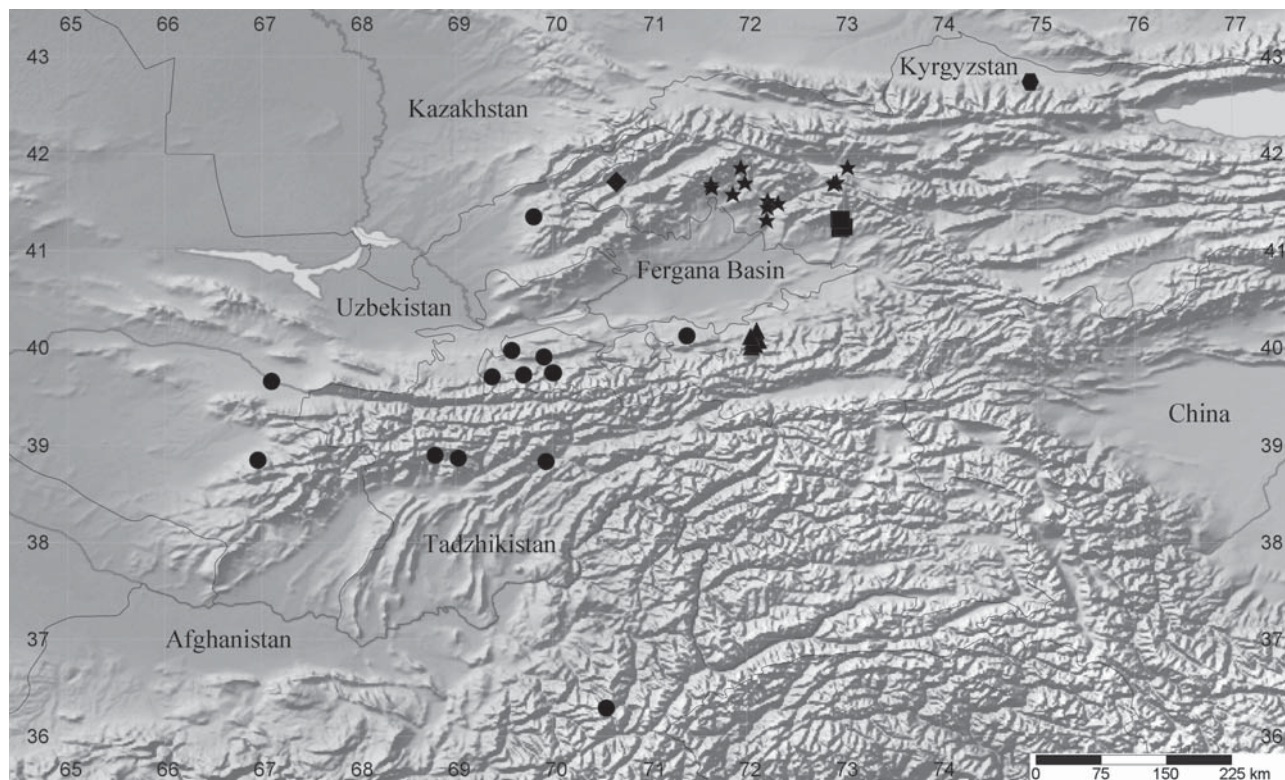 65 66 67 68 69 70 71 72 73 74 75 76 77
43 Kyrgyzstan 43
Kazakhstan
42 42
41 41
Fergana Basin
Uzbekistan
40 40
China
39 39
38 Tadzhikistan 38
37 Afghanistan 37
36 36
65 66 67 68 69 70 71 72 73 74
0 75 150 225 km